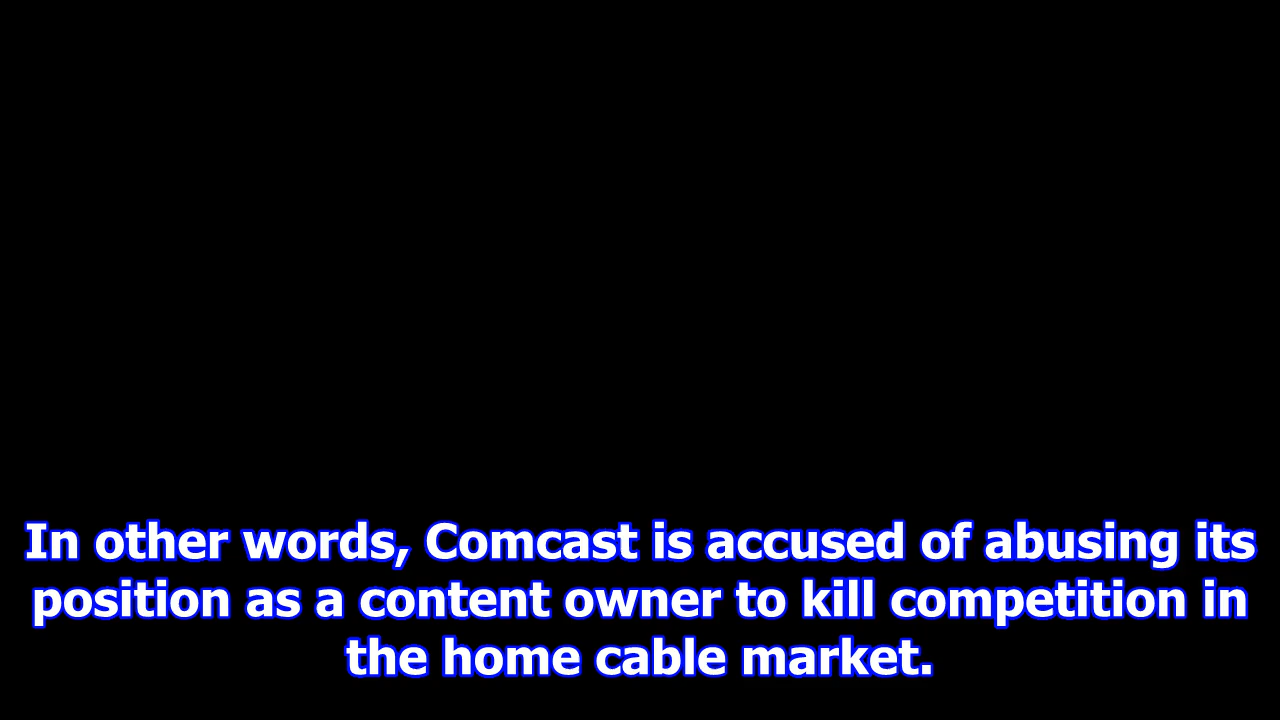 In other words, Comcast is accused of abusing its
position as a content owner to kill competition in
the home cable market.